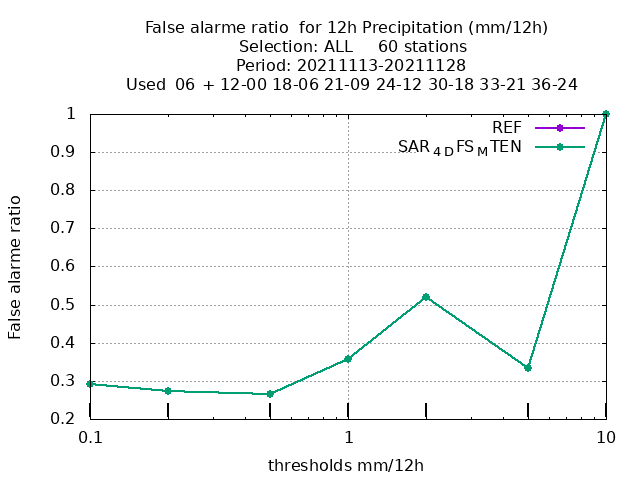 False alarme ratio  for 12h Precipitation (mm/12h)
Selection: ALL     60 stations
Period: 20211113-20211128
Used  06 + 12-00 18-06 21-09 24-12 30-18 33-21 36-24
REF
SAR4DFSMTEN
1
0.9
0.8
0.7
0.6
0.5
0.4
0.3
0.2
False alarme ratio
0.1 1 10
thresholds mm/12h